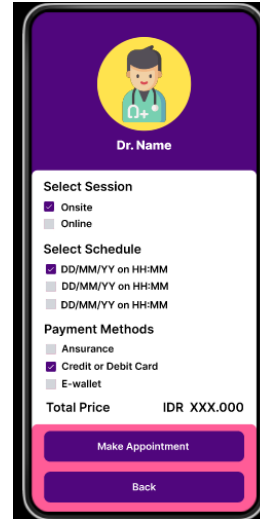 Dr. Name
Select Session
Onsite
Online
Select Schedule
DD/MM/YY on HH:MM
DD/MM/YY on HH:MM
DD/MM/YY on HH:MM
Payment Methods
Ansurance
Credit or Debit Card
E-wallet
Total Price IDR XXX.000
Make Appointment
Back